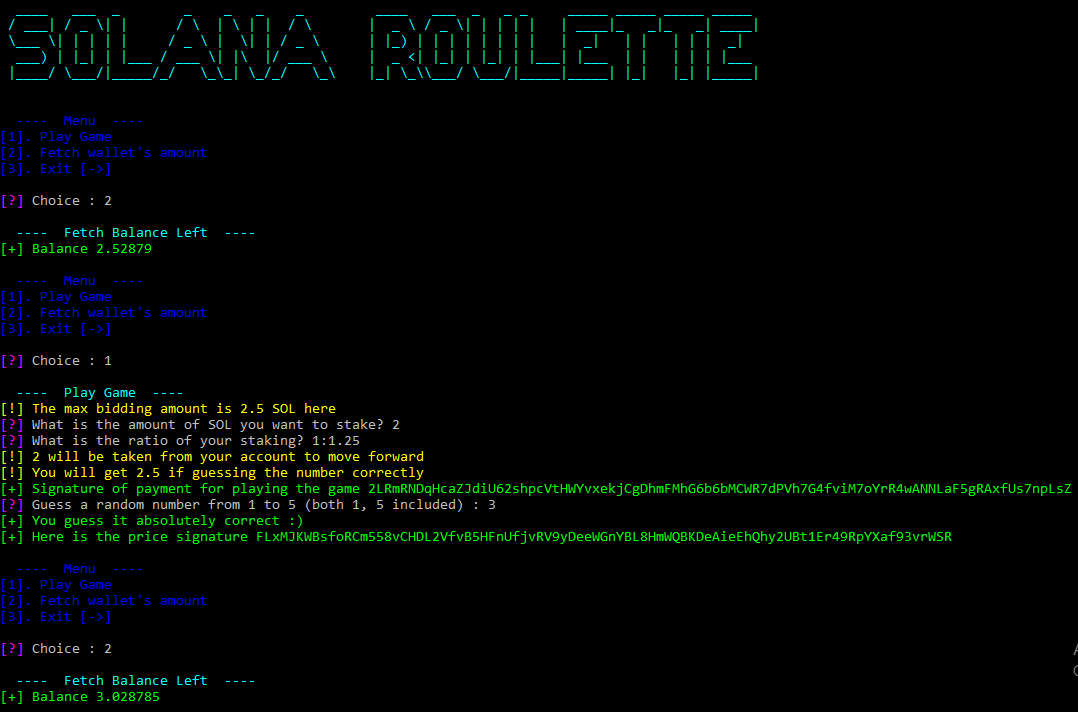 SOLANA ROULETTE
---- Menu ----
[1]. Play Game
[2]. Fetch wallet`s amount
[3]. Exit [->]
[?] Choice : 2
---- Fetch Balance Left ----
[+] Balance 2.52879
---- Menu ----
[1]. Play Game
[2]. Fetch wallet`s amount
[3]. Exit [->]
[?] Choice : 1
---- Play Game ----
[!] The max bidding amount is 2.5 SOL here
[?] What is the amount of SOL you want to stake? 2
[?] What is the ratio of your staking? 1:1.25
[!] 2 will be taken from your account to move forward
[!] You will get 2.5 if guessing the number correctly
[+] Signature of payment for playing the game 2LRmRNDqHcaZJdiU62shpcVtHWYvxekjCgDhmFMhG6b6bMCWR7dPVh7G4fviM7oYrR4wANNLaF5gRAxfUs7npLsZ
[?] Guess a random number from 1 to 5 (both 1, 5 included) : 3
[+] You guess it absolutely correct :)
[+] Here is the price signature FLxMJKWBsfoRCm558vCHDL2VfvB5HFnUfjvRV9yDeeWGnYBL8HmWQBKDeAieEhQhy2UBt1Er49RpYXaf93vrWSR
---- Menu ----
[1]. Play Game
[2]. Fetch wallet`s amount
[3]. Exit [->]
[?] Choice : 2
---- Fetch Balance Left ----
[+] Balance 3.028785